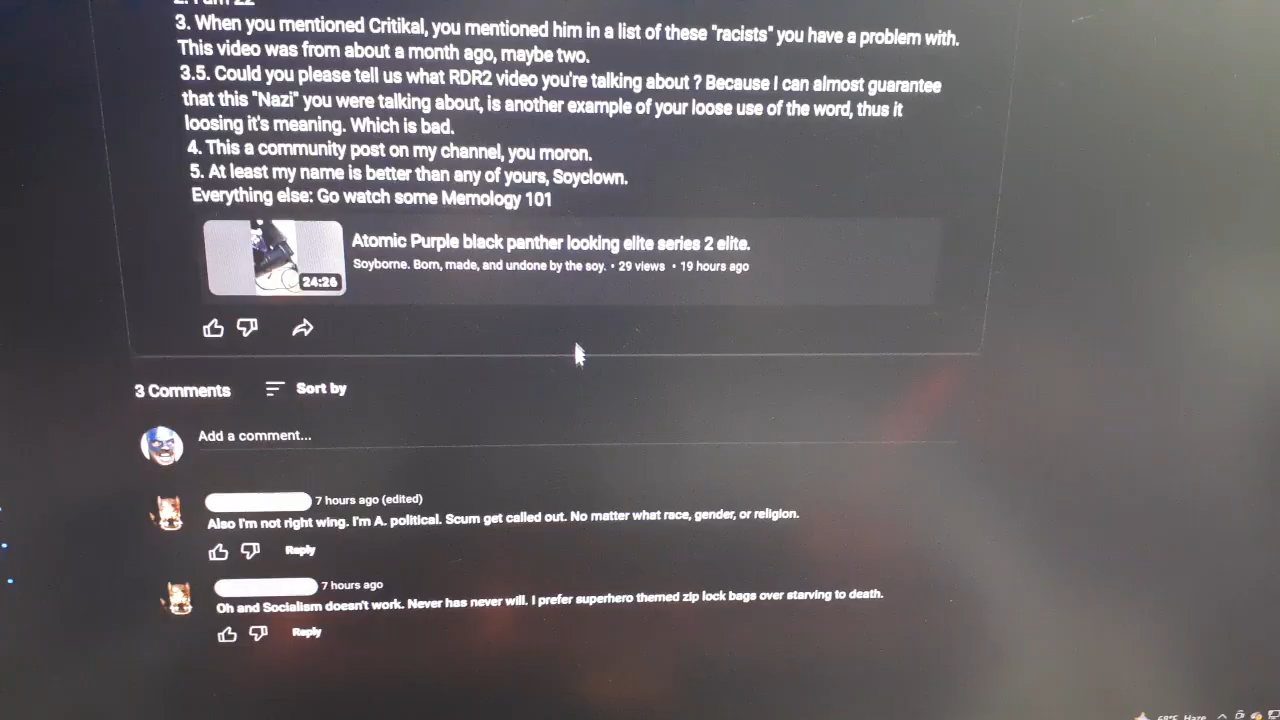 2. I am 22
3. When you mentioned Critikal, you mentioned him in a list of these "racists" you have a problem with.
This video was from about a month ago, maybe two.
3.5. Could you please tell us what RDR2 video you're talking about ? Because I can almost guarantee
that this "Nazi" you were talking about, is another example of your loose use of the word, thus it
loosing it's meaning. Which is bad.
4. This a community post on my channel, you moron.
5. At least my name is better than any of yours, Soyclown.
Everything else: Go watch some Memology 101
Atomic Purple black panther looking elite series 2 elite.
Soyborne. Born, made, and undone by the soy. • 29 views • 19 hours ago
24:26
3 Comments
Sort by
Add a comment...
7 hours ago (edited)
Also I'm not right wing. I'm A. political. Scum get called out. No matter what race, gender, or religion.
Reply
7 hours ago
Oh and Socialism doesn't work. Never has never will. I prefer superhero themed zip lock bags over starving to death.
Reply
68°F Haze